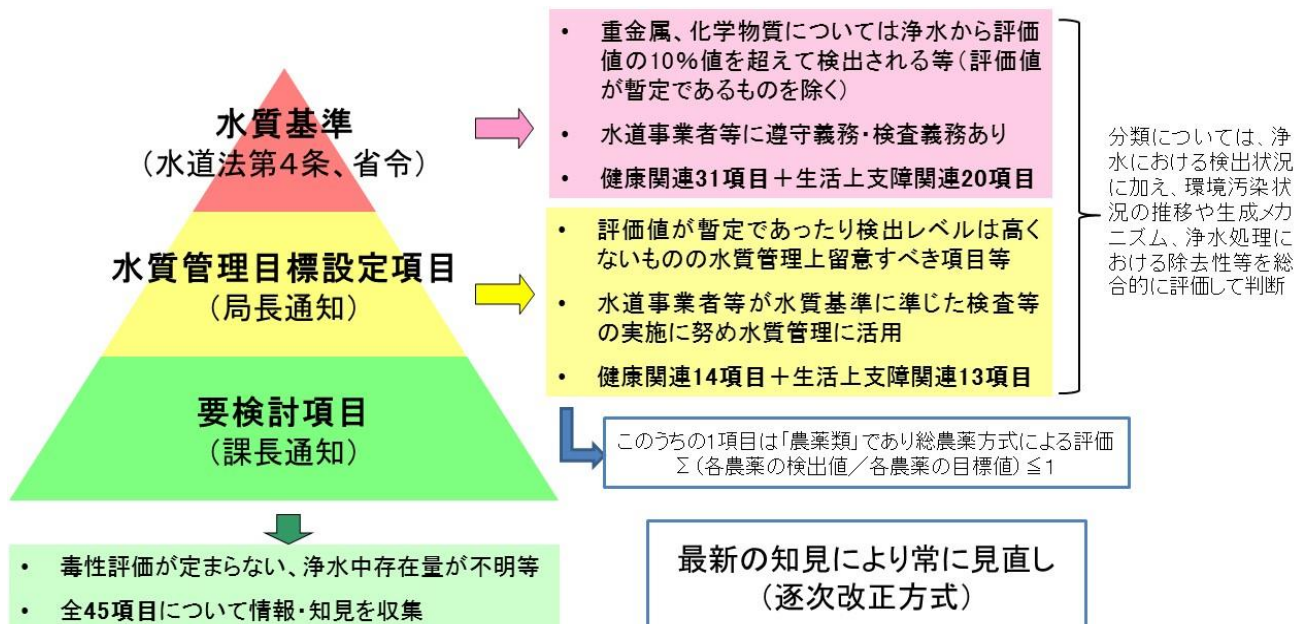 水質基準
（水道法第４条、省令）
• 重金属、化学物質については浄水から評価
値の10％値を超えて検出される等（評価値
が暫定であるものを除く）
• 水道事業者等に遵守義務・検査義務あり
• 健康関連31項目＋生活上支障関連20項目
水質管理目標設定項目
（局長通知）
• 評価値が暫定であったり検出レベルは高く
ないものの水質管理上留意すべき項目等
• 水道事業者等が水質基準に準じた検査等
の実施に努め水質管理に活用
• 健康関連14項目＋生活上支障関連13項目
分類については、浄
水における検出状況
に加え、環境汚染状
況の推移や生成メカ
ニズム、浄水処理に
おける除去性等を総
合的に評価して判断
要検討項目
（課長通知）
このうちの1項目は「農薬類」であり総農薬方式による評価
Σ（各農薬の検出値／各農薬の目標値）≦1
• 毒性評価が定まらない、浄水中存在量が不明等
• 全45項目について情報・知見を収集
最新の知見により常に見直し
（逐次改正方式）